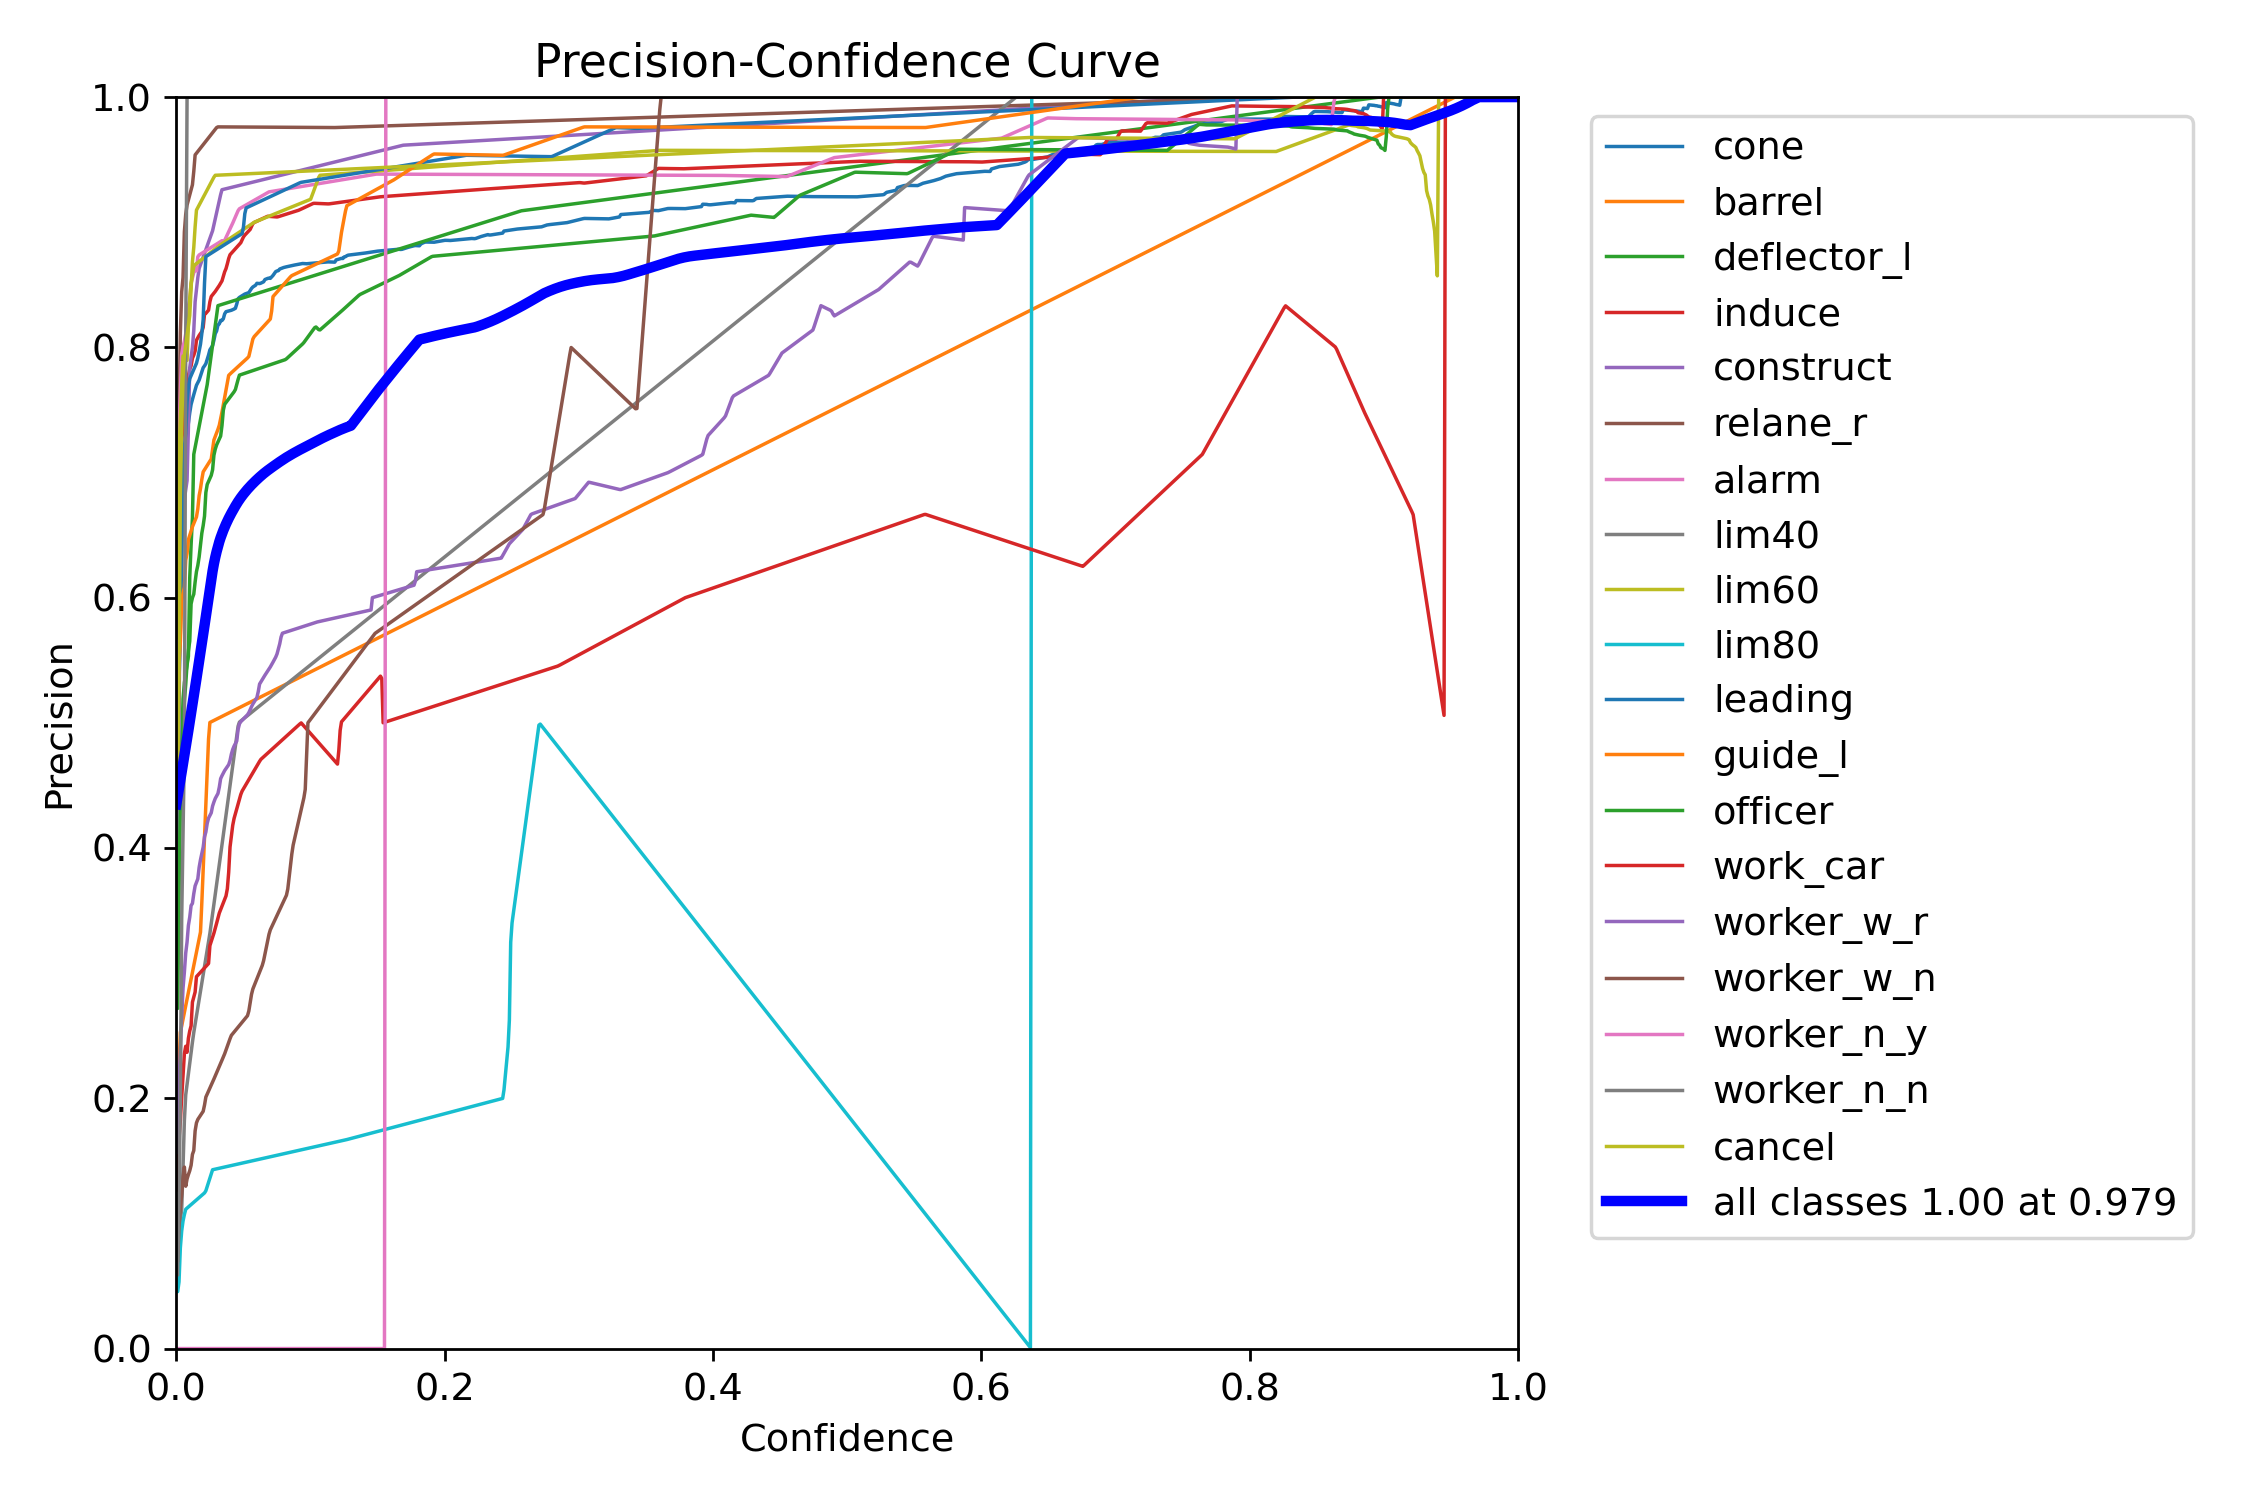 Precision-Confidence Curve
1.0
0.8
0.6
0.4
0.2
0.0
Precision
0.0 0.2 0.4 0.6 0.8 1.0
Confidence
cone
barrel
deflector_l
induce
construct
relane_r
alarm
lim40
lim60
lim80
leading
guide_l
officer
work_car
worker_w_r
worker_w_n
worker_n_y
worker_n_n
cancel
all classes 1.00 at 0.979